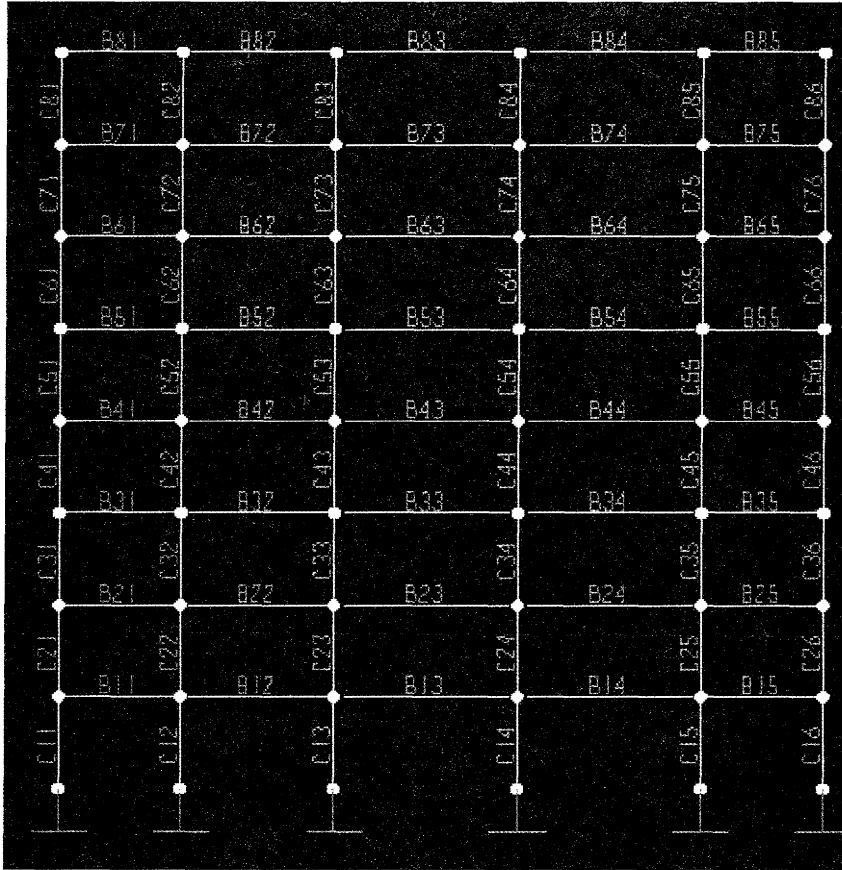 B81 B82 B83 B84 B85
C81 C82 C83 C84 C85 C86
B71 B72 B73 B74 B75
C71 C72 C73 C74 C75 C76
B61 B62 B63 B64 B65
C61 C62 C63 C64 C65 C66
B51 B52 B53 B54 B55
C51 C52 C53 C54 C55 C56
B41 B42 B43 B44 B45
C41 C42 C43 C44 C45 C46
B31 B32 B33 B34 B35
C31 C32 C33 C34 C35 C36
B21 B22 B23 B24 B25
C21 C22 C23 C24 C25 C26
B11 B12 B13 B14 B15
C11 C12 C13 C14 C15 C16